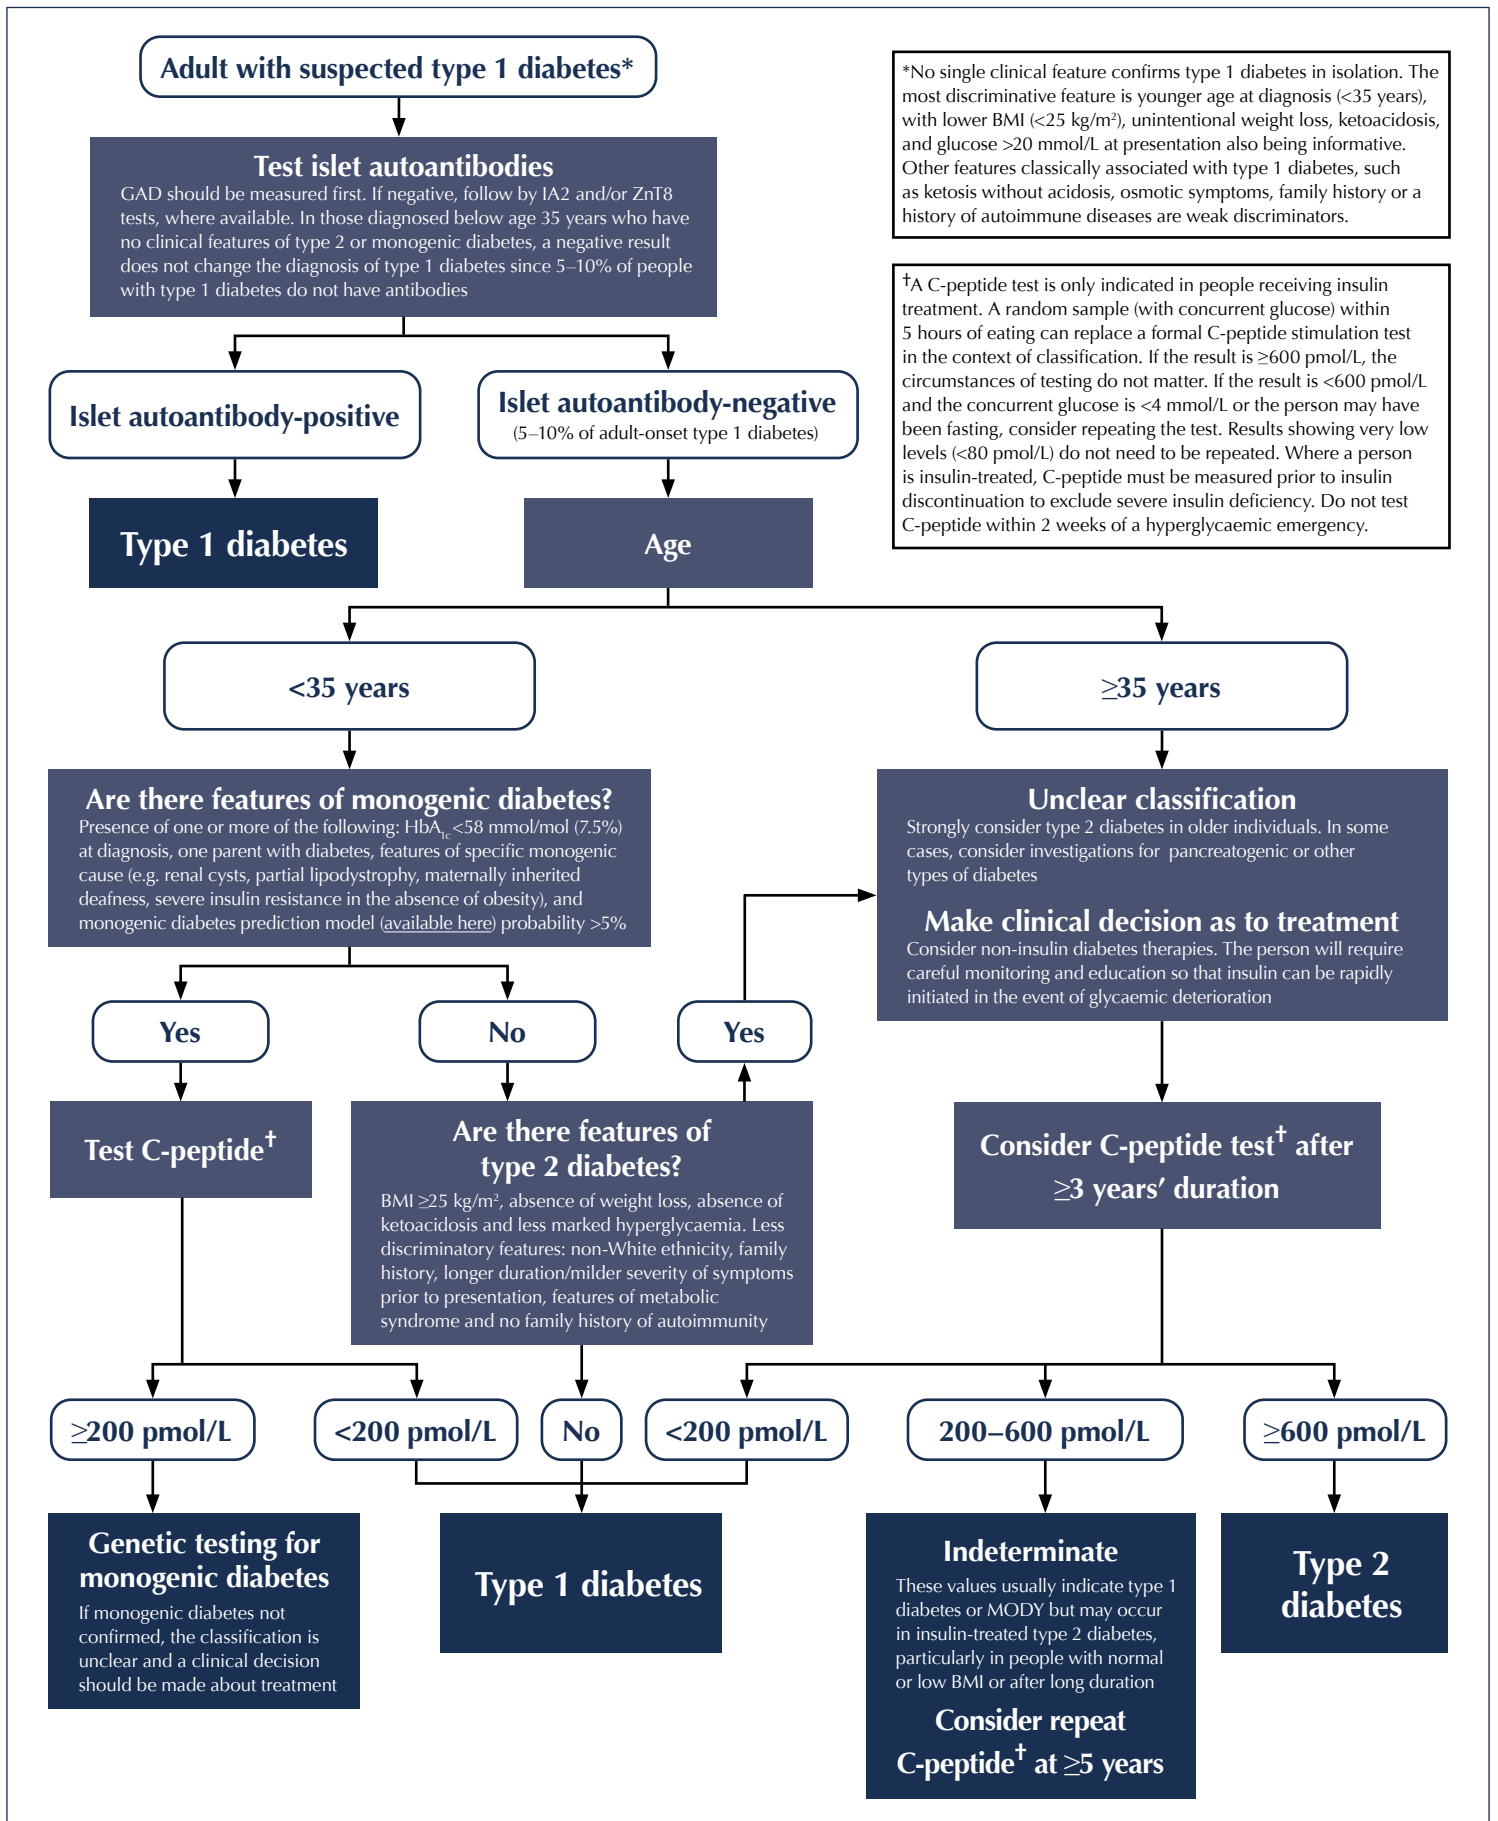 Adult with suspected type 1 diabetes*
*No single clinical feature confirms type 1 diabetes in isolation. The
most discriminative feature is younger age at diagnosis (<35 years),
with lower BMI (<25 kg/m²), unintentional weight loss, ketoacidosis,
and glucose >20 mmol/L at presentation also being informative.
Other features classically associated with type 1 diabetes, such
as ketosis without acidosis, osmotic symptoms, family history or a
history of autoimmune diseases are weak discriminators.
Test islet autoantibodies
GAD should be measured first. If negative, follow by IA2 and/or ZnT8
tests, where available. In those diagnosed below age 35 years who have
no clinical features of type 2 or monogenic diabetes, a negative result
does not change the diagnosis of type 1 diabetes since 5–10% of people
with type 1 diabetes do not have antibodies
†A C-peptide test is only indicated in people receiving insulin
treatment. A random sample (with concurrent glucose) within
5 hours of eating can replace a formal C-peptide stimulation test
in the context of classification. If the result is ≥600 pmol/L, the
circumstances of testing do not matter. If the result is <600 pmol/L
and the concurrent glucose is <4 mmol/L or the person may have
been fasting, consider repeating the test. Results showing very low
levels (<80 pmol/L) do not need to be repeated. Where a person
is insulin-treated, C-peptide must be measured prior to insulin
discontinuation to exclude severe insulin deficiency. Do not test
C-peptide within 2 weeks of a hyperglycaemic emergency.
Islet autoantibody-positive
Islet autoantibody-negative
(5–10% of adult-onset type 1 diabetes)
Type 1 diabetes
Age
<35 years
≥35 years
Are there features of monogenic diabetes?
Presence of one or more of the following: HbA1c<58 mmol/mol (7.5%)
at diagnosis, one parent with diabetes, features of specific monogenic
cause (e.g. renal cysts, partial lipodystrophy, maternally inherited
deafness, severe insulin resistance in the absence of obesity), and
monogenic diabetes prediction model (available here) probability >5%
Unclear classification
Strongly consider type 2 diabetes in older individuals. In some
cases, consider investigations for pancreatogenic or other
types of diabetes
Make clinical decision as to treatment
Consider non-insulin diabetes therapies. The person will require
careful monitoring and education so that insulin can be rapidly
initiated in the event of glycaemic deterioration
Yes
No
Yes
Test C-peptide†
Are there features of
type 2 diabetes?
BMI ≥25 kg/m², absence of weight loss, absence of
ketoacidosis and less marked hyperglycaemia. Less
discriminatory features: non-White ethnicity, family
history, longer duration/milder severity of symptoms
prior to presentation, features of metabolic
syndrome and no family history of autoimmunity
Consider C-peptide test† after
≥3 years' duration
≥200 pmol/L
<200 pmol/L
No
<200 pmol/L
200–600 pmol/L
≥600 pmol/L
Genetic testing for
monogenic diabetes
If monogenic diabetes not
confirmed, the classification is
unclear and a clinical decision
should be made about treatment
Type 1 diabetes
Indeterminate
These values usually indicate type 1
diabetes or MODY but may occur
in insulin-treated type 2 diabetes,
particularly in people with normal
or low BMI or after long duration
Consider repeat
C-peptide† at ≥5 years
Type 2
diabetes